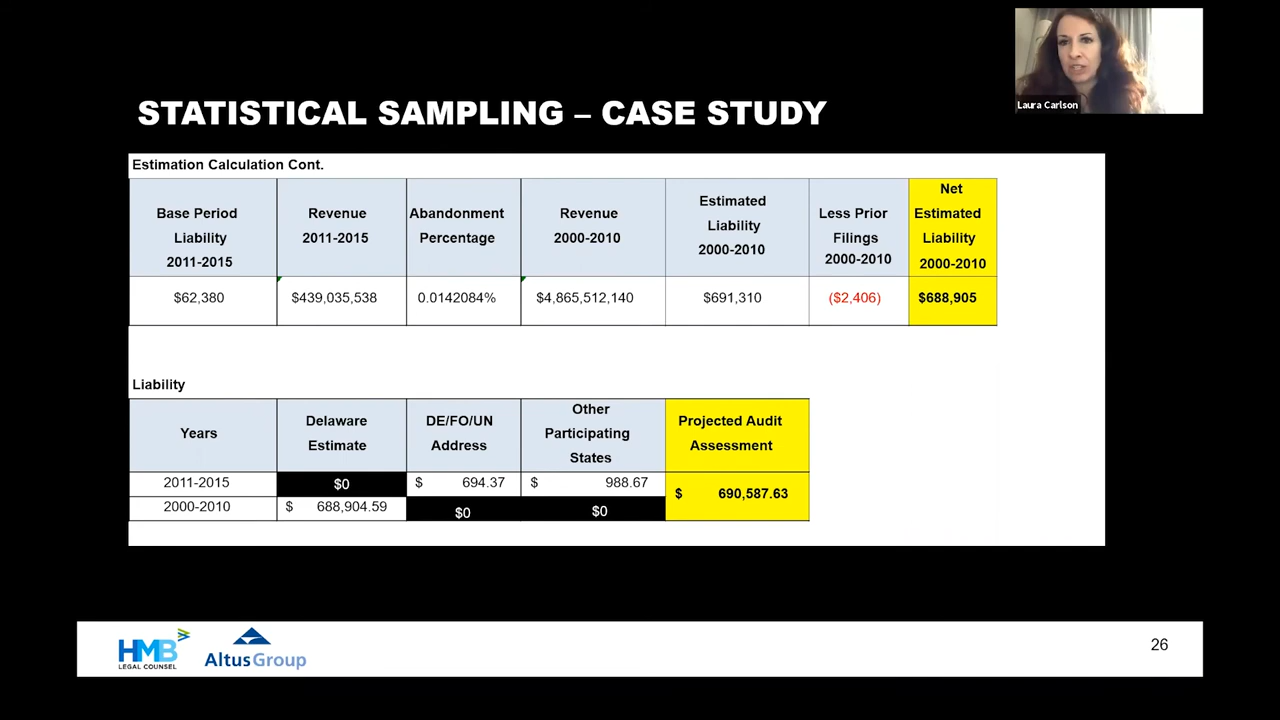 Laura Carlson
STATISTICAL SAMPLING – CASE STUDY
Estimation Calculation Cont.
Base Period
Liability
2011-2015
Revenue
2011-2015
Abandonment
Percentage
Revenue
2000-2010
Estimated
Liability
2000-2010
Less Prior
Filings
2000-2010
Net
Estimated
Liability
2000-2010
$62,380
$439,035,538
0.0142084%
$4,865,512,140
$691,310
($2,406)
$688,905
Liability
Years
Delaware
Estimate
DE/FO/UN
Address
Other
Participating
States
Projected Audit
Assessment
2011-2015
$0
$ 694.37
$ 988.67
$ 690,587.63
2000-2010
$ 688,904.59
$0
$0
HMB
LEGAL COUNSEL
AltusGroup
26